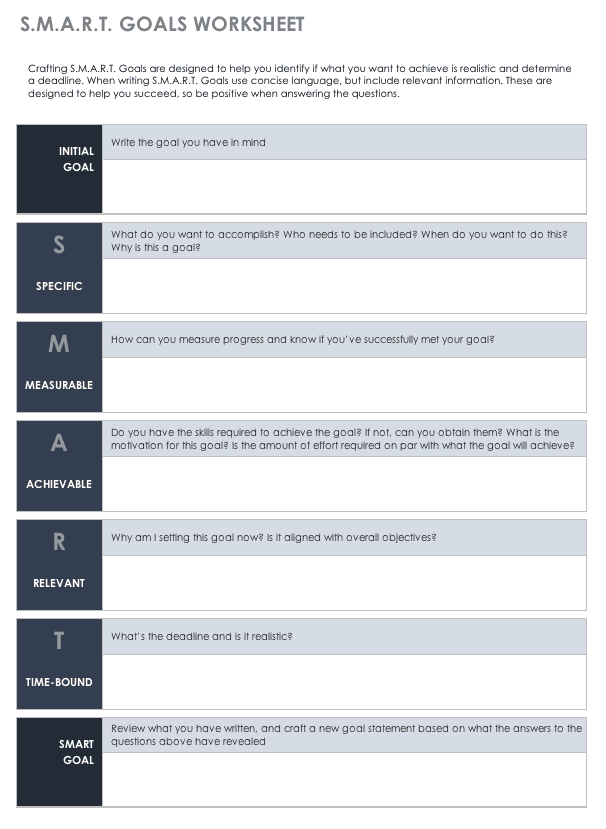 S.M.A.R.T. GOALS WORKSHEET
Crafting S.M.A.R.T. Goals are designed to help you identify if what you want to achieve is realistic and determine
a deadline. When writing S.M.A.R.T. Goals use concise language, but include relevant information. These are
designed to help you succeed, so be positive when answering the questions.
INITIAL
GOAL
Write the goal you have in mind
S
SPECIFIC
What do you want to accomplish? Who needs to be included? When do you want to do this?
Why is this a goal?
M
MEASURABLE
How can you measure progress and know if you've successfully met your goal?
A
ACHIEVABLE
Do you have the skills required to achieve the goal? If not, can you obtain them? What is the
motivation for this goal? Is the amount of effort required on par with what the goal will achieve?
R
RELEVANT
Why am I setting this goal now? Is it aligned with overall objectives?
T
TIME-BOUND
What's the deadline and is it realistic?
SMART
GOAL
Review what you have written, and craft a new goal statement based on what the answers to the
questions above have revealed